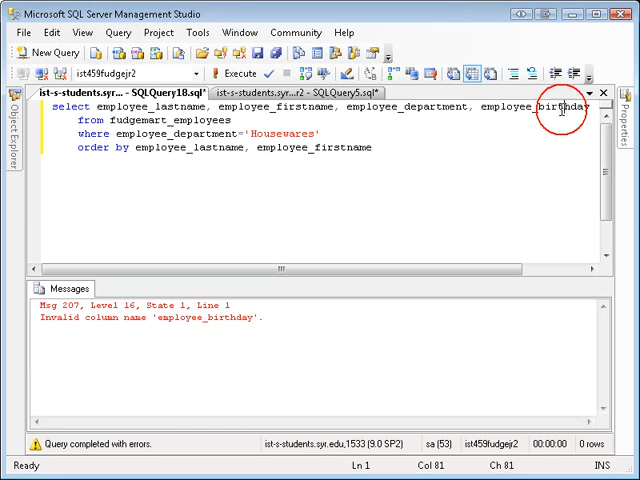 Microsoft SQL Server Management Studio
File Edit View Query Project Tools Window Community Help
New Query
ist459fudgejr2 Execute
ist-s-students.syr... - SQLQuery18.sql* ist-s-students.syr....r2 - SQLQuery5.sql*
Object Explorer
Properties
select employee_lastname, employee_firstname, employee_department, employee_birthday
from fudgemart_employees
where employee_department='Housewares'
order by employee_lastname, employee_firstname
Messages
Msg 207, Level 16, State 1, Line 1
Invalid column name 'employee_birthday'.
Query completed with errors. ist-s-students.syr.edu,1533 (9.0 SP2) sa (53) ist459fudgejr2 00:00:00 0 rows
Ready Ln 1 Col 81 Ch 81 INS